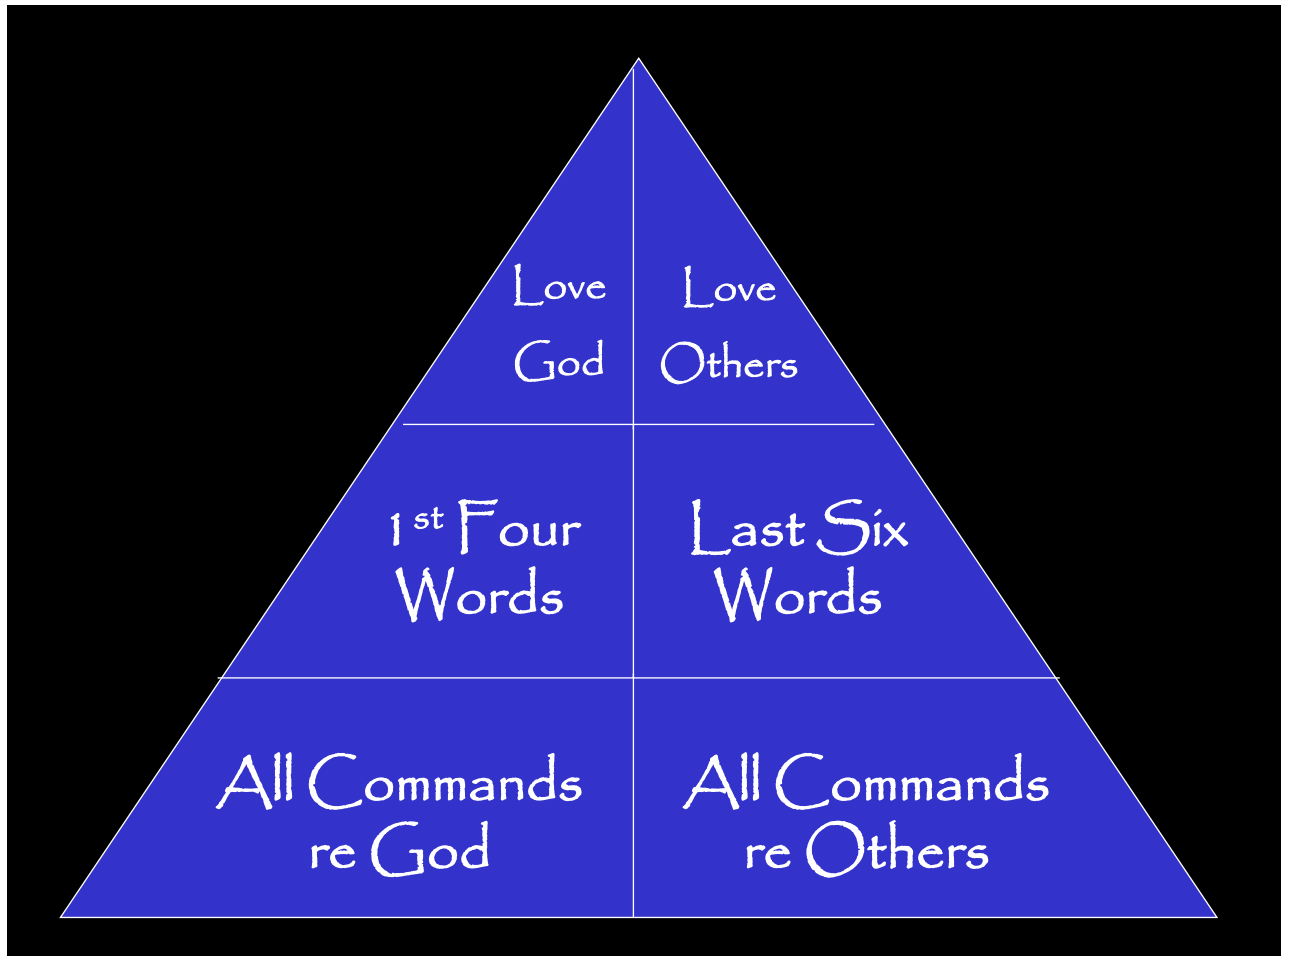 Love
God
Love
Others
1st Four
Words
Last Six
Words
All Commands
re God
All Commands
re Others